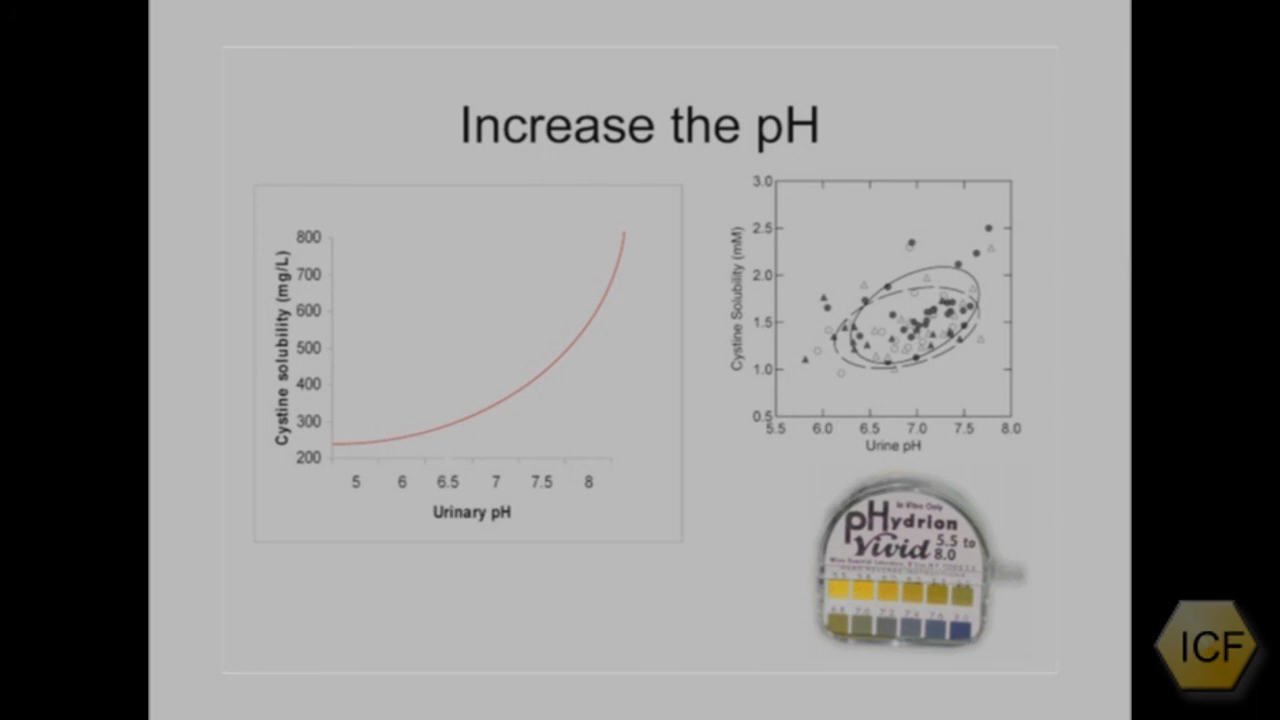 Increase the pH
Cystine solubility (mg/L)
800
700
600
500
400
300
200
5 6 6.5 7 7.5 8
Urinary pH
Cystine Solubility (mM)
3.0
2.5
2.0
1.5
1.0
0.5
5.5 6.0 6.5 7.0 7.5 8.0
Urine pH
In Vitro Only
pHydrion
Vivid 5.5 to
8.0
ICF